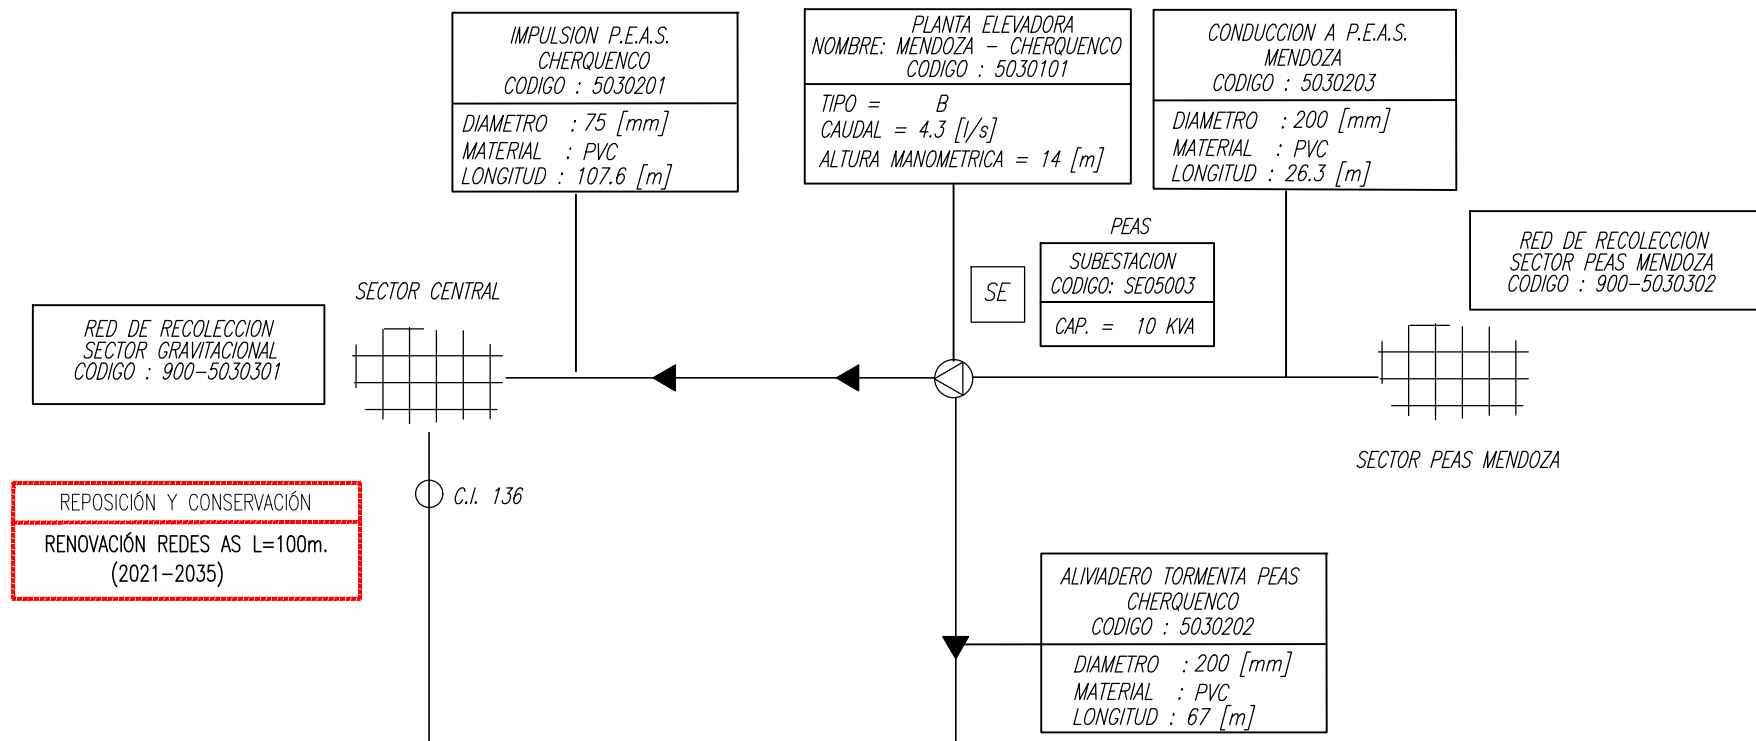 IMPULSION P.E.A.S.
CHERQUENCO
CODIGO : 5030201
DIAMETRO : 75 [mm]
MATERIAL : PVC
LONGITUD : 107.6 [m]
PLANTA ELEVADORA
NOMBRE: MENDOZA - CHERQUENCO
CODIGO : 5030101
TIPO = B
CAUDAL = 4.3 [l/s]
ALTURA MANOMETRICA = 14 [m]
CONDUCCION A P.E.A.S.
MENDOZA
CODIGO : 5030203
DIAMETRO : 200 [mm]
MATERIAL : PVC
LONGITUD : 26.3 [m]
PEAS
SUBESTACION
CODIGO: SE05003
CAP. = 10 KVA
SE
RED DE RECOLECCION
SECTOR PEAS MENDOZA
CODIGO : 900-5030302
SECTOR CENTRAL
RED DE RECOLECCION
SECTOR GRAVITACIONAL
CODIGO : 900-5030301
SECTOR PEAS MENDOZA
REPOSICIÓN Y CONSERVACIÓN
RENOVACIÓN REDES AS L=100m.
(2021-2035)
C.I. 136
ALIVIADERO TORMENTA PEAS
CHERQUENCO
CODIGO : 5030202
DIAMETRO : 200 [mm]
MATERIAL : PVC
LONGITUD : 67 [m]